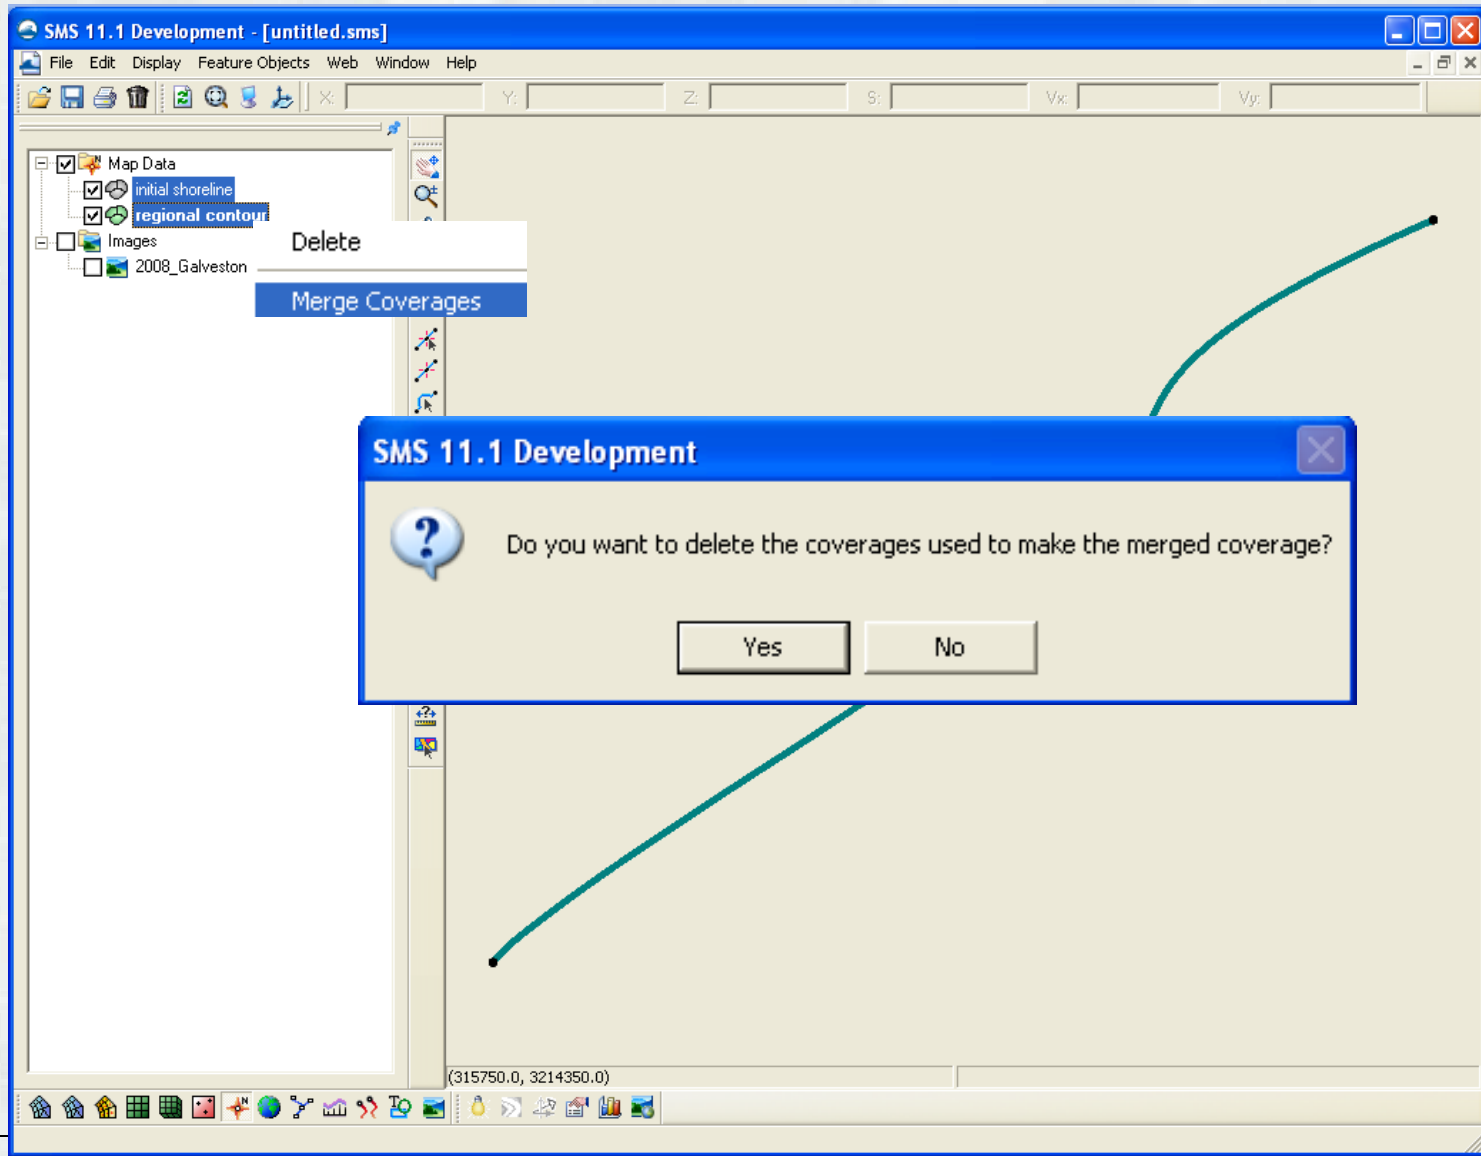 SMS 11.1 Development - [untitled.sms]
File Edit Display Feature Objects Web Window Help
X: Y: Z: S: Vx: Vy:
Map Data
initial shoreline
regional contour
Images
2008_Galveston
Delete
Merge Coverages
SMS 11.1 Development
Do you want to delete the coverages used to make the merged coverage?
Yes No
(315750.0, 3214350.0)